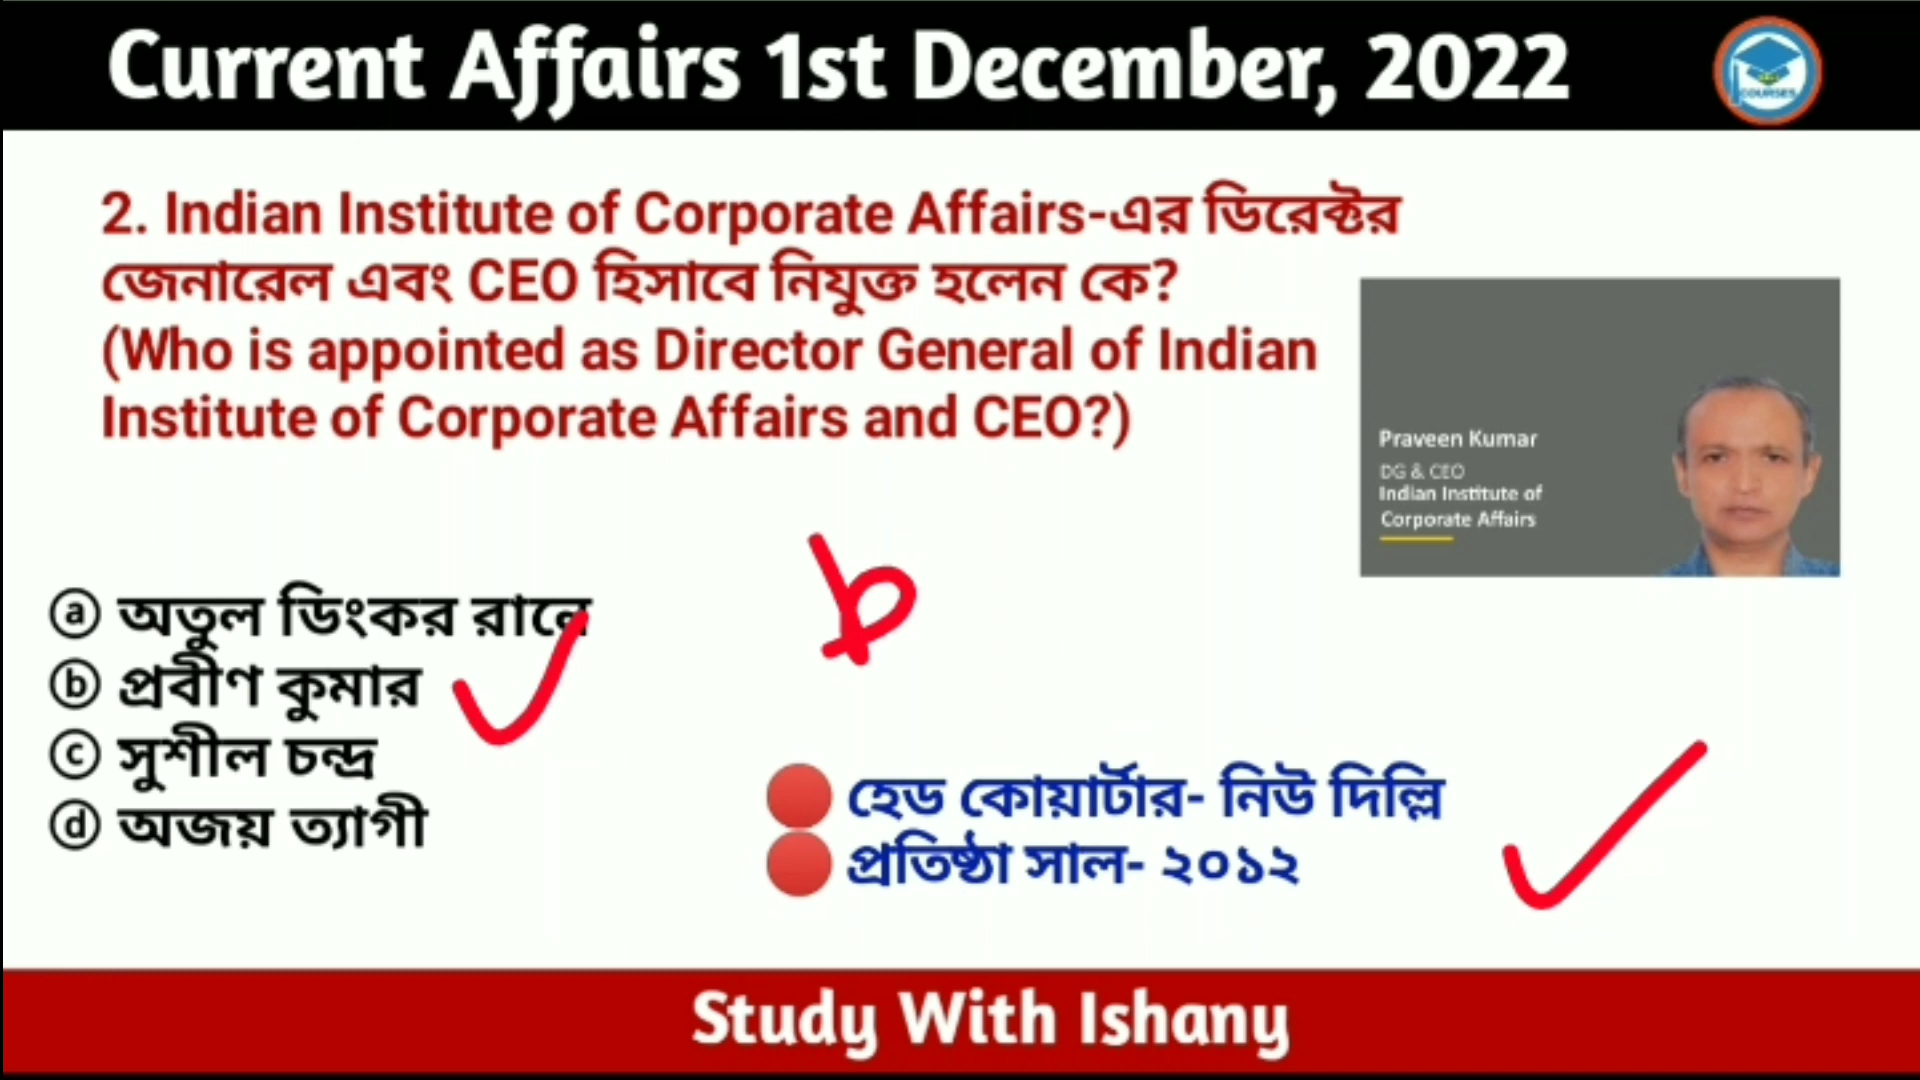 Current Affairs 1st December, 2022
COURSES
2. Indian Institute of Corporate Affairs-এর ডিরেক্টর
জেনারেল এবং CEO হিসাবে নিযুক্ত হলেন কে?
(Who is appointed as Director General of Indian
Institute of Corporate Affairs and CEO?)
Praveen Kumar
DG & CEO
Indian Institute of
Corporate Affairs
b
ⓐ অতুল ডিংকর রানে
ⓑ প্রবীণ কুমার
ⓒ সুশীল চন্দ্র
ⓓ অজয় ত্যাগী
হেড কোয়ার্টার- নিউ দিল্লি
প্রতিষ্ঠা সাল- ২০১২
Study With Ishany